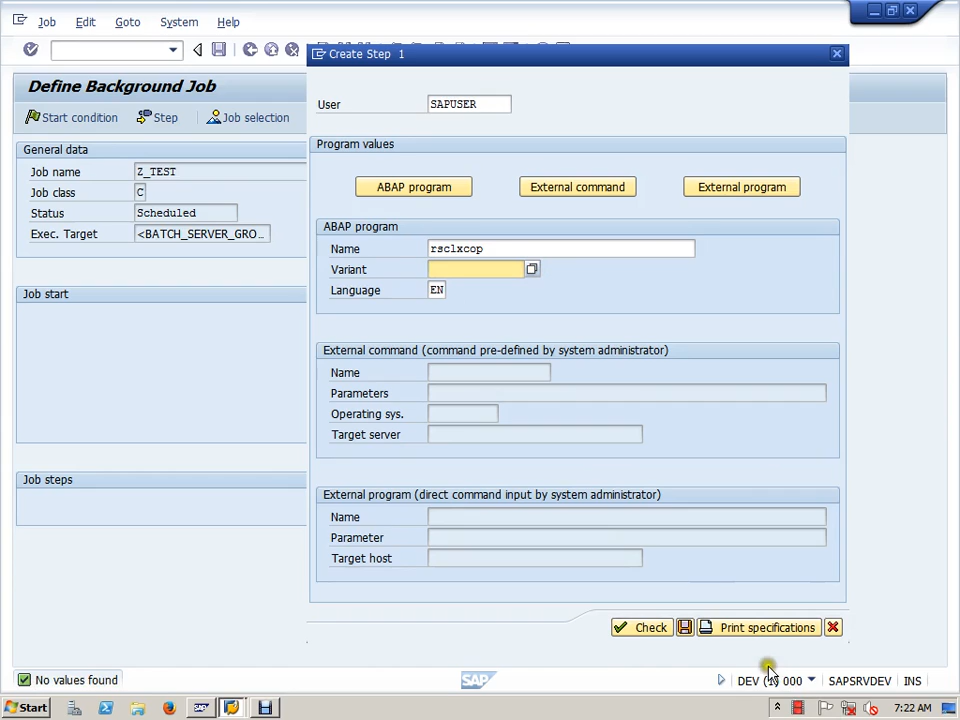 Job Edit Goto System Help
Create Step 1
Define Background Job
User SAPUSER
Start condition Step Job selection
Program values
General data
Job name Z_TEST
ABAP program External command External program
Job class C
Status Scheduled
ABAP program
Exec. Target <BATCH_SERVER_GRO...
Name rsclxcop
Variant
Language EN
Job start
External command (command pre-defined by system administrator)
Name
Parameters
Operating sys.
Target server
Job steps
External program (direct command input by system administrator)
Name
Parameter
Target host
Check Print specifications
No values found SAP DEV (1) 000 SAPSRVDEV INS
Start SAP 7:22 AM